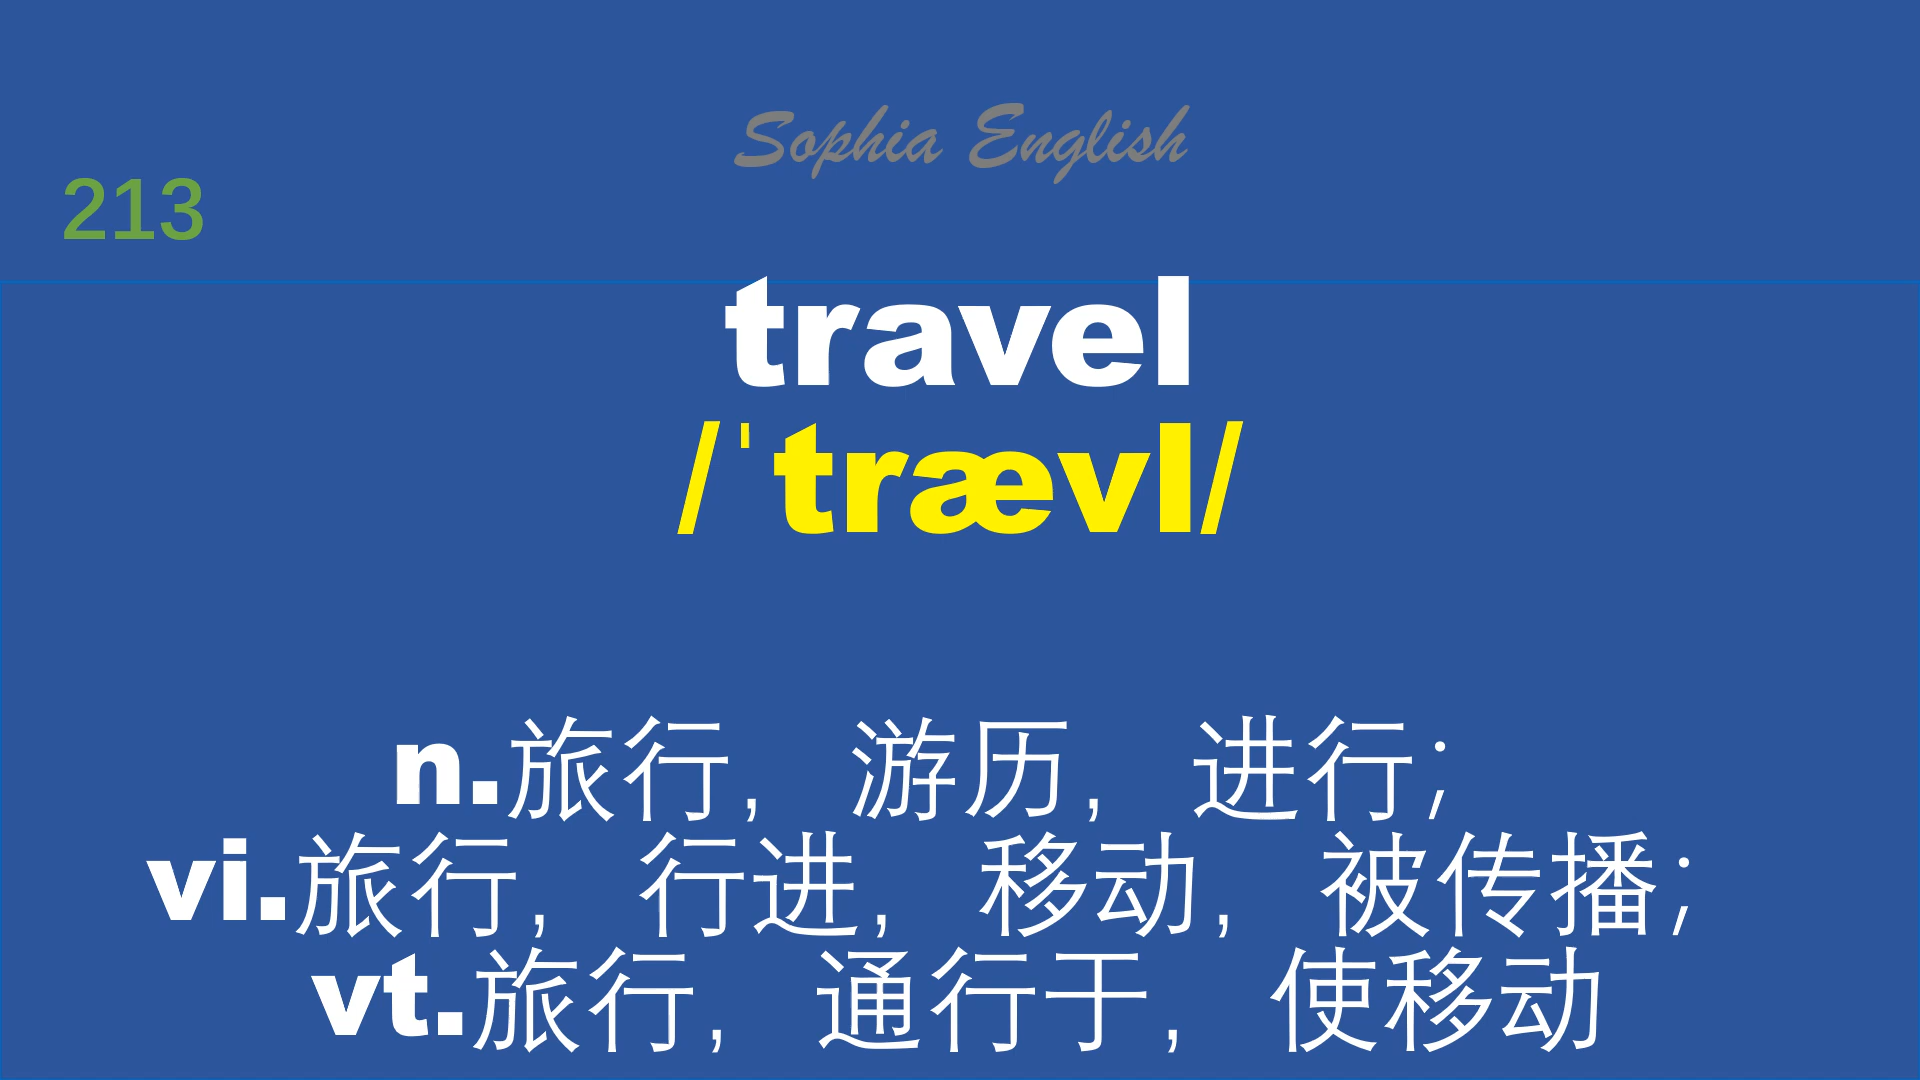 Sophia English
213
travel
/ˈtrævl/
n.旅行，游历，进行；
vi.旅行，行进，移动，被传播；
vt.旅行，通行于，使移动